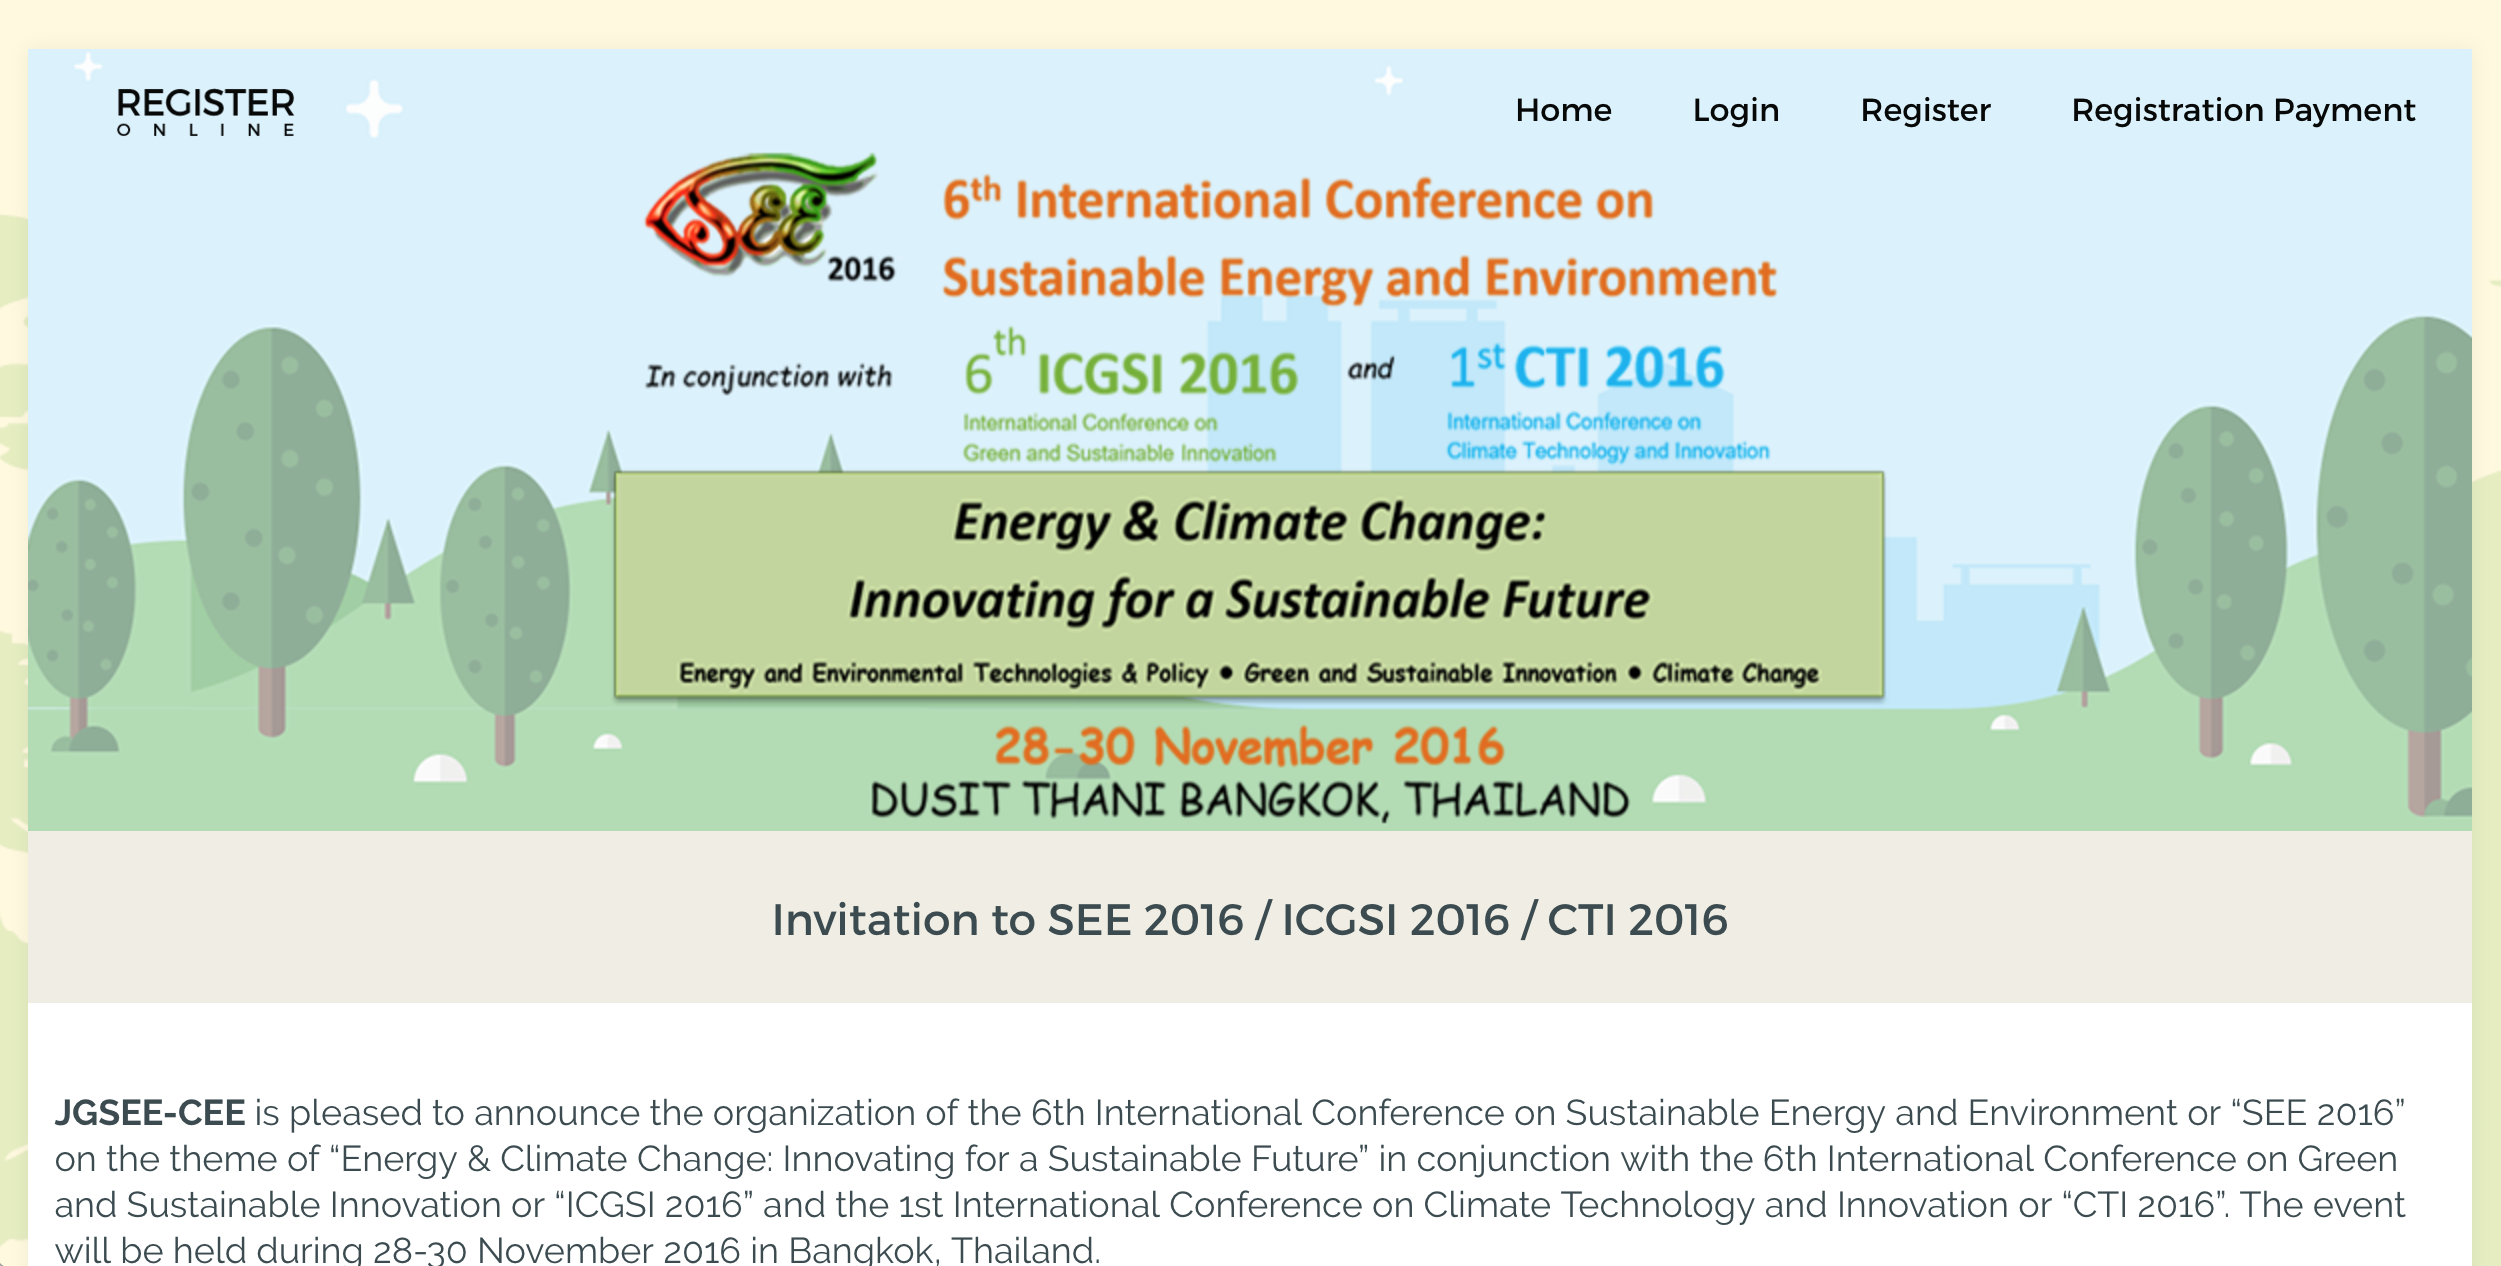 REGISTER
ONLINE
Home Login Register Registration Payment
SEE 2016
6th International Conference on
Sustainable Energy and Environment
In conjunction with 6th ICGSI 2016 and 1st CTI 2016
International Conference on
Green and Sustainable Innovation
International Conference on
Climate Technology and Innovation
Energy & Climate Change:
Innovating for a Sustainable Future
Energy and Environmental Technologies & Policy ● Green and Sustainable Innovation ● Climate Change
28-30 November 2016
DUSIT THANI BANGKOK, THAILAND
Invitation to SEE 2016 / ICGSI 2016 / CTI 2016
JGSEE-CEE is pleased to announce the organization of the 6th International Conference on Sustainable Energy and Environment or “SEE 2016”
on the theme of “Energy & Climate Change: Innovating for a Sustainable Future” in conjunction with the 6th International Conference on Green
and Sustainable Innovation or “ICGSI 2016” and the 1st International Conference on Climate Technology and Innovation or “CTI 2016”. The event
will be held during 28-30 November 2016 in Bangkok, Thailand.